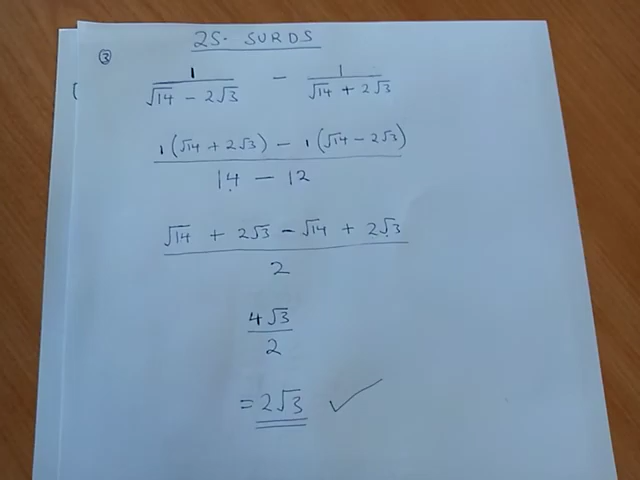 25. SURDS
③
1/(√14 − 2√3) − 1/(√14 + 2√3)
(1(√14 + 2√3) − 1(√14 − 2√3))/(14 − 12)
(√14 + 2√3 − √14 + 2√3)/2
4√3/2
= 2√3 ✓